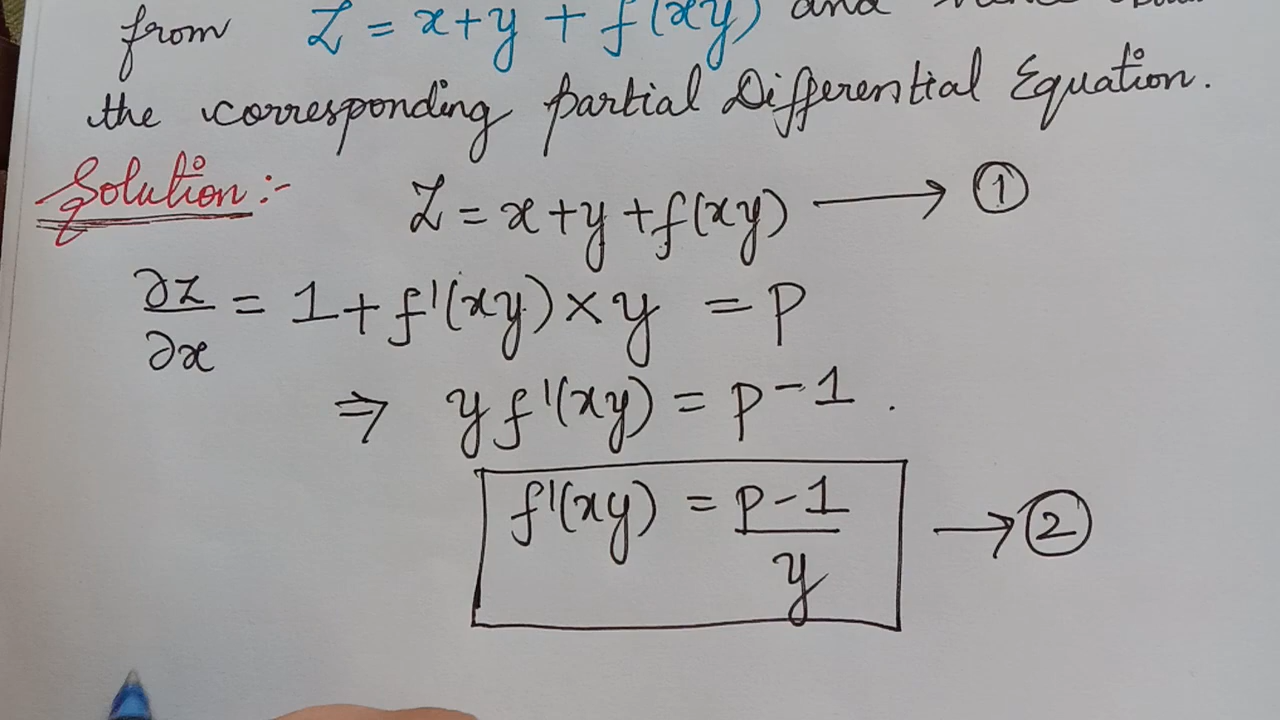 from Z = x+y + f(xy) and
the corresponding partial Differential Equation.
Solution:-
Z = x+y+f(xy) → ①
∂z/∂x = 1+f'(xy)×y = P
⇒ y f'(xy) = P-1.
f'(xy) = P-1/y → ②